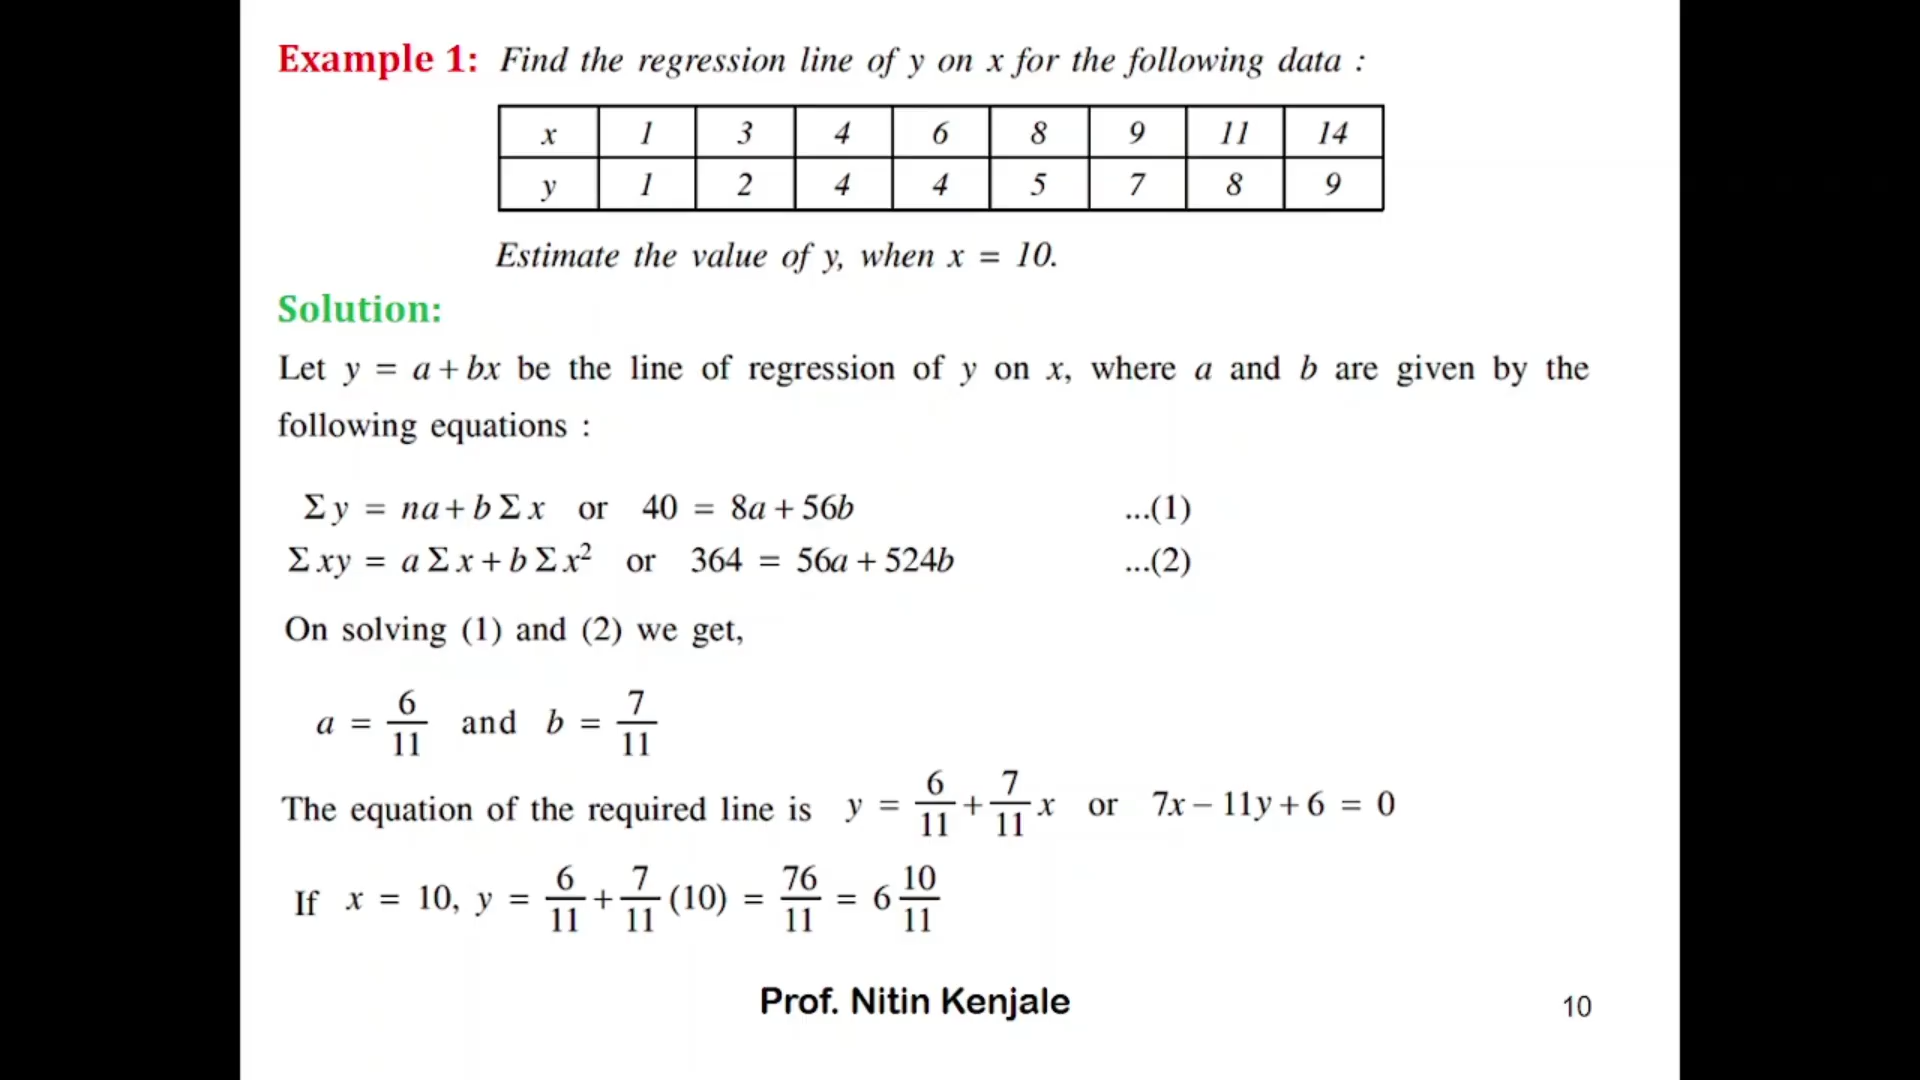 Example 1: Find the regression line of y on x for the following data :
x 1 3 4 6 8 9 11 14
y 1 2 4 4 5 7 8 9
Estimate the value of y, when x = 10.
Solution:
Let y = a + bx be the line of regression of y on x, where a and b are given by the
following equations :
Σ y = na + b Σ x or 40 = 8a + 56b ...(1)
Σ xy = a Σ x + b Σ x² or 364 = 56a + 524b ...(2)
On solving (1) and (2) we get,
a = 6/11 and b = 7/11
The equation of the required line is y = 6/11 + 7/11 x or 7x – 11y + 6 = 0
If x = 10, y = 6/11 + 7/11 (10) = 76/11 = 6 10/11
Prof. Nitin Kenjale
10